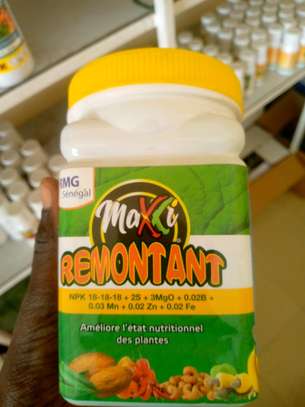 RMG
Sénégal
Maxi
REMONTANT
NPK 18-18-18 + 2S + 3MgO + 0.02B +
0.03 Mn + 0.02 Zn + 0.02 Fe
Améliore l'état nutritionnel
des plantes